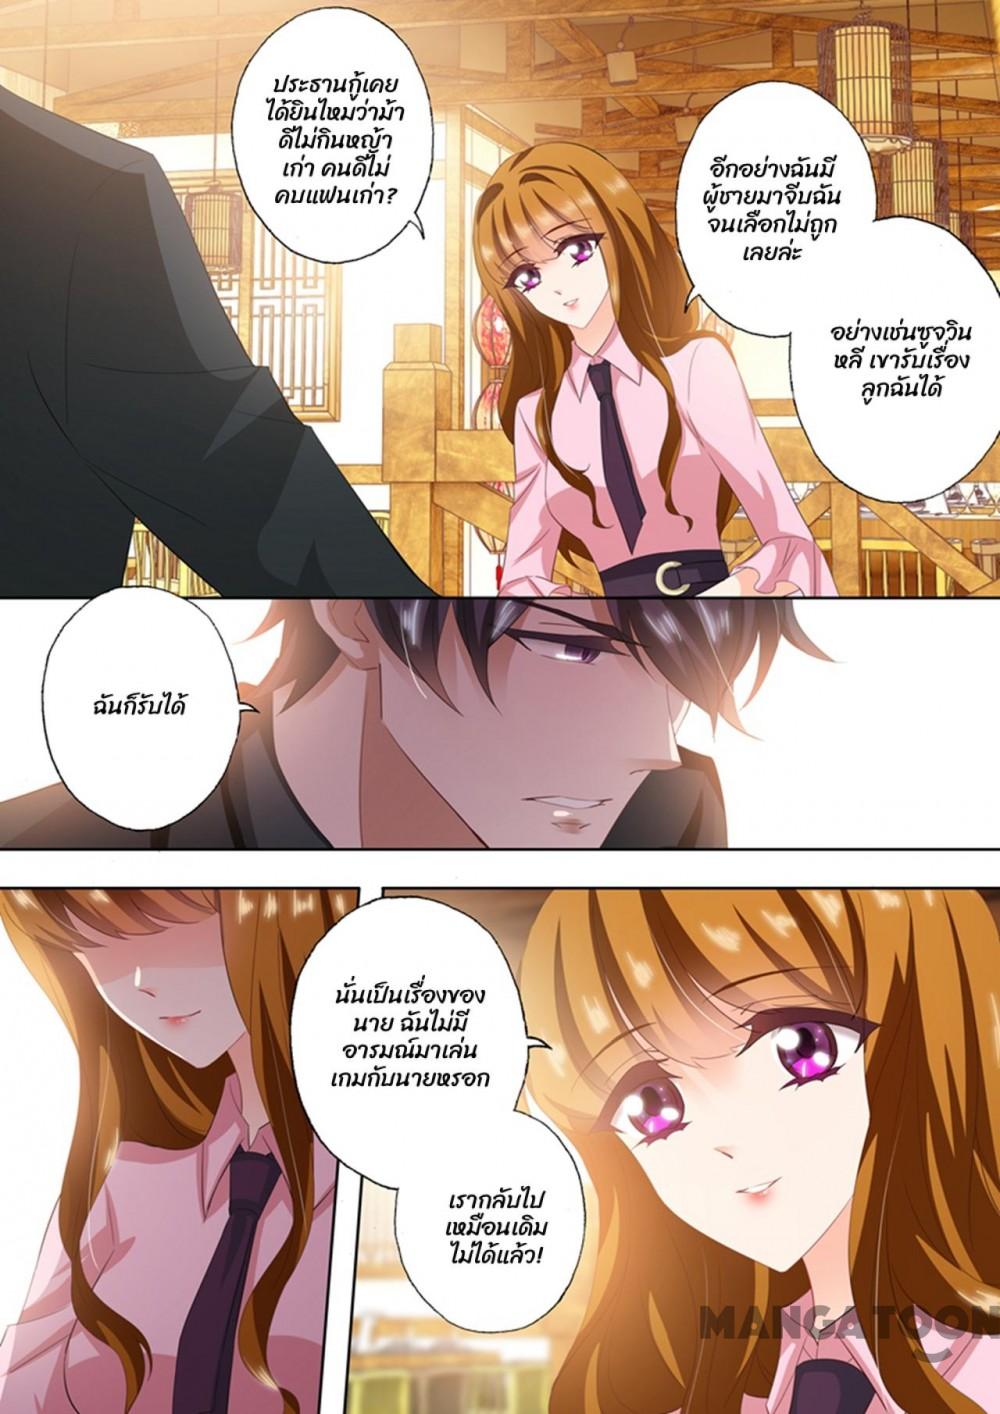 ประธานกู้เคย
ได้ยินไหมว่าม้า
ดีไม่กินหญ้า
เก่า คนดีไม่
คบแฟนเก่า?
อีกอย่างฉันมี
ผู้ชายมาจีบฉัน
จนเลือกไม่ถูก
เลยล่ะ
อย่างเช่นซูจวิน
หลี เขารับเรื่อง
ลูกฉันได้
ฉันก็รับได้
นั่นเป็นเรื่องของ
นาย ฉันไม่มี
อารมณ์มาเล่น
เกมกับนายหรอก
เรากลับไป
เหมือนเดิม
ไม่ได้แล้ว!
MANGATOON